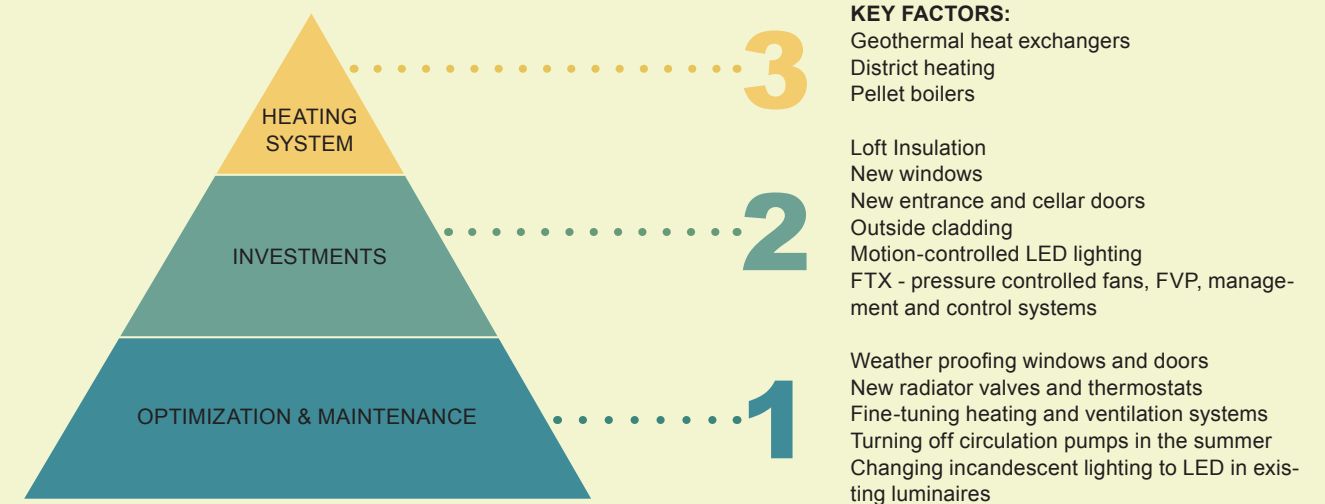 HEATING
SYSTEM
INVESTMENTS
OPTIMIZATION & MAINTENANCE
3
2
1
KEY FACTORS:
Geothermal heat exchangers
District heating
Pellet boilers
Loft Insulation
New windows
New entrance and cellar doors
Outside cladding
Motion-controlled LED lighting
FTX - pressure controlled fans, FVP, manage-
ment and control systems
Weather proofing windows and doors
New radiator valves and thermostats
Fine-tuning heating and ventilation systems
Turning off circulation pumps in the summer
Changing incandescent lighting to LED in exis-
ting luminaires